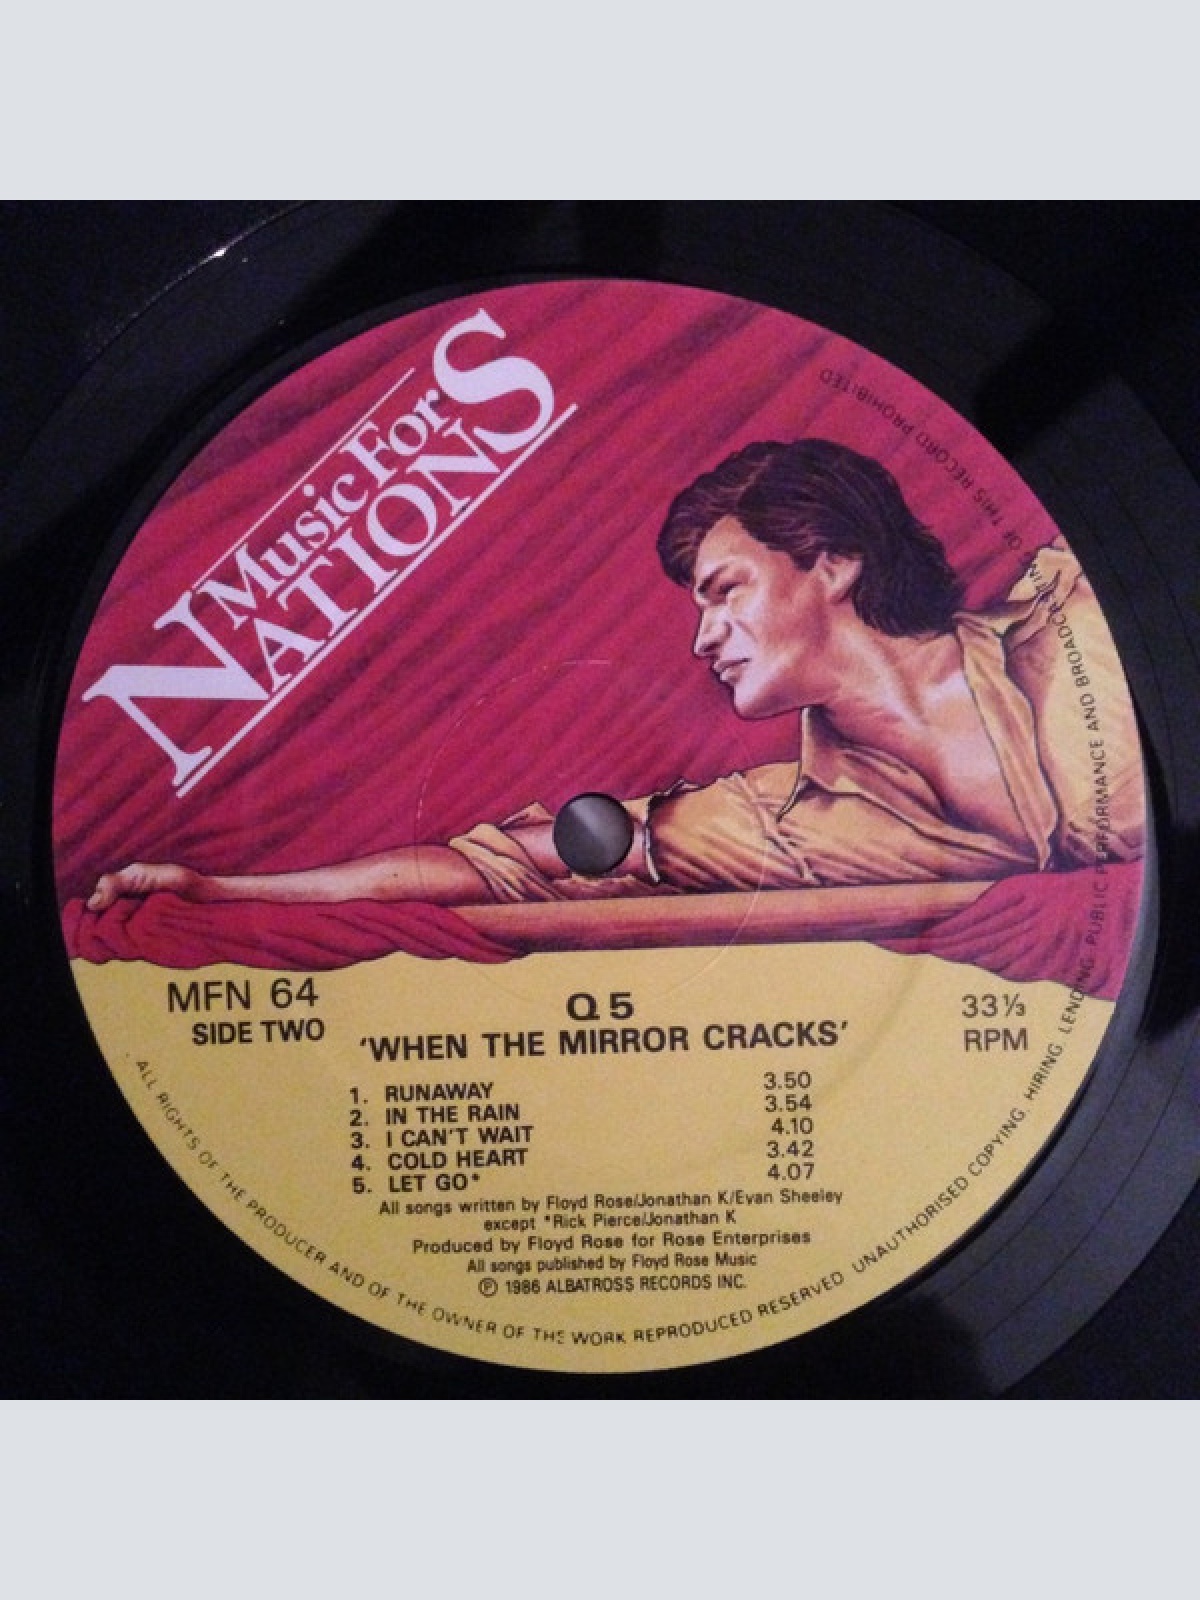 Music For
NATIONS
MFN 64
SIDE TWO
Q5
'WHEN THE MIRROR CRACKS'
33⅓
RPM
1. RUNAWAY 3.50
2. IN THE RAIN 3.54
3. I CAN'T WAIT 4.10
4. COLD HEART 3.42
5. LET GO* 4.07
All songs written by Floyd Rose/Jonathan K/Evan Sheeley
except *Rick Pierce/Jonathan K
Produced by Floyd Rose for Rose Enterprises
All songs published by Floyd Rose Music
℗ 1986 ALBATROSS RECORDS INC.
ALL RIGHTS OF THE PRODUCER AND OF THE OWNER OF THE WORK REPRODUCED RESERVED UNAUTHORISED COPYING, HIRING, LENDING, PUBLIC PERFORMANCE AND BROADCASTING OF THIS RECORD PROHIBITED